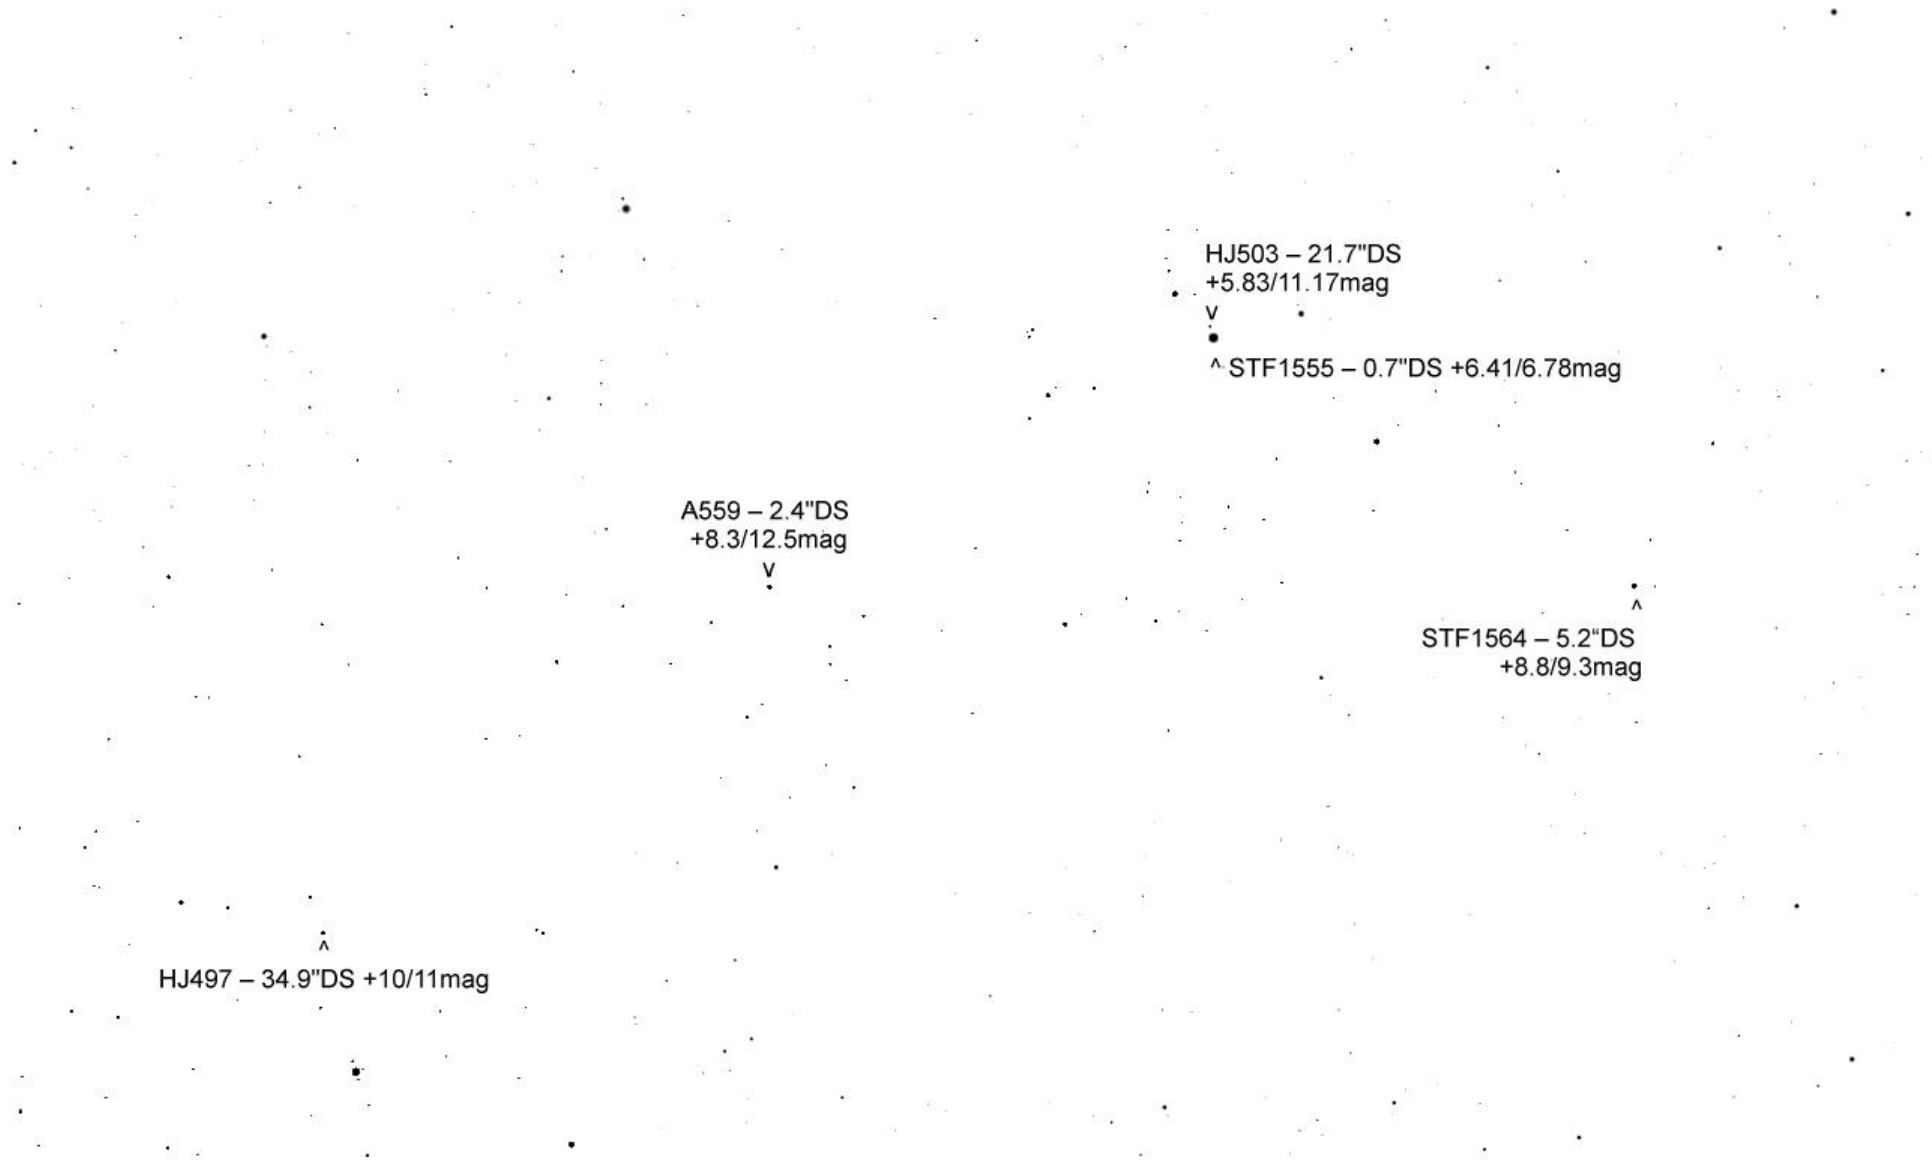 HJ503 – 21.7"DS
+5.83/11.17mag
V
^ STF1555 – 0.7"DS +6.41/6.78mag
A559 – 2.4"DS
+8.3/12.5mag
V
^
STF1564 – 5.2“DS
+8.8/9.3mag
^
HJ497 – 34.9"DS +10/11mag